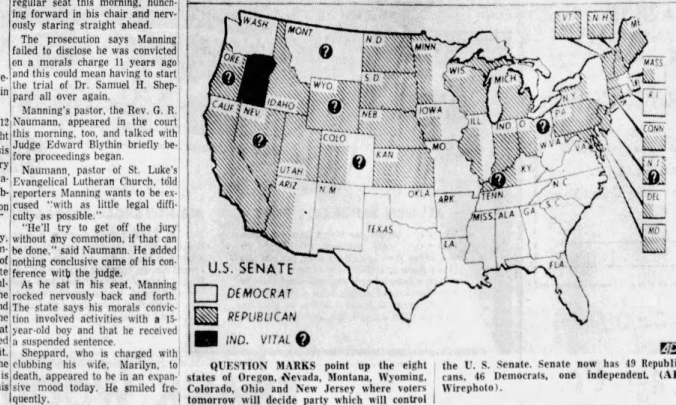 regular seat this morning, hunch-
ing forward in his chair and nerv-
ously staring straight ahead.
The prosecution says Manning
failed to disclose he was convicted
on a morals charge 11 years ago
and this could mean having to start
the trial of Dr. Samuel H. Shep-
pard all over again.
Manning's pastor, the Rev. G. R.
Naumann, appeared in the court
this morning, too, and talked with
Judge Edward Blythin briefly be-
fore proceedings began.
Naumann, pastor of St. Luke's
Evangelical Lutheran Church, told
reporters Manning wants to be ex-
cused "with as little legal diffi-
culty as possible."
"He'll try to get off the jury
without any commotion, if that can
be done," said Naumann. He added
nothing conclusive came of his con-
ference with the judge.
As he sat in his seat, Manning
rocked nervously back and forth.
The state says his morals convic-
tion involved activities with a 15-
year-old boy and that he received
a suspended sentence.
Sheppard, who is charged with
clubbing his wife, Marilyn, to
death, appeared to be in an expan-
sive mood today. He smiled fre-
quently.
WASH.
MONT
N.D.
MINN
VT.
N.H.
ME.
ORE
?
?
S.D.
WIS
MICH
N.Y.
MASS.
R.I.
IDAHO
WYO.
?
NEB
IOWA
PA.
CONN
CALIF
NEV.
?
UTAH
COLO
?
KAN
MO.
ILL
IND
O.
?
W.VA
VA.
N.J.
?
DEL
MD
ARIZ
N.M
OKLA
ARK
KY.
?
TENN
N.C
S.C
TEXAS
LA.
MISS.
ALA
GA
FLA.
U.S. SENATE
DEMOCRAT
REPUBLICAN
IND. VITAL ?
AP
QUESTION MARKS point up the eight
states of Oregon, Nevada, Montana, Wyoming,
Colorado, Ohio and New Jersey where voters
tomorrow will decide party which will control
the U. S. Senate. Senate now has 49 Republi-
cans, 46 Democrats, one independent. (AP
Wirephoto).